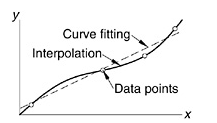 y
Curve fitting
Interpolation
Data points
x